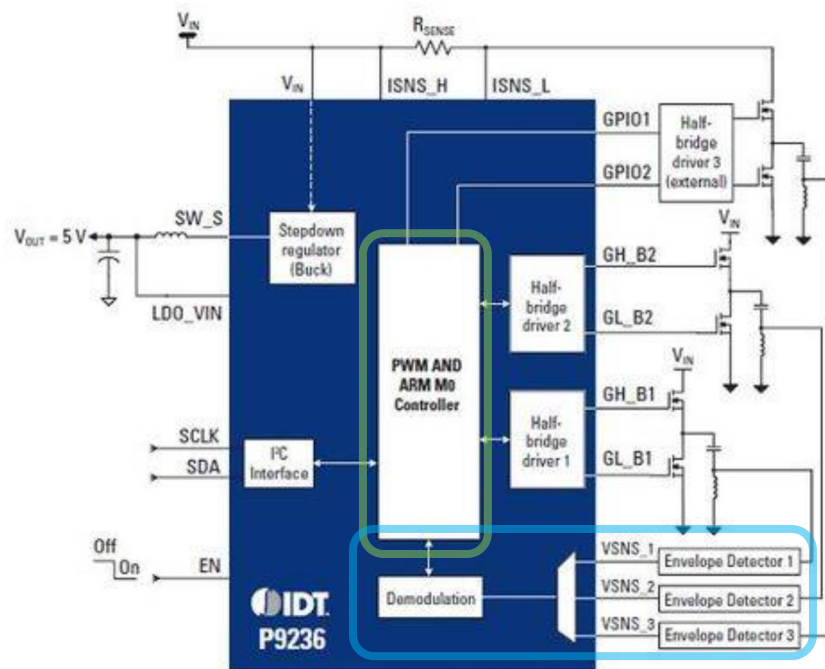 VIN
RSENSE
VIN
ISNS_H
ISNS_L
GPIO1
GPIO2
Half-
bridge
driver 3
(external)
SW_S
VOUT = 5 V
Stepdown
regulator
(Buck)
LDO_VIN
VIN
GH_B2
GL_B2
Half-
bridge
driver 2
PWM AND
ARM M0
Controller
VIN
GH_B1
GL_B1
Half-
bridge
driver 1
SCLK
SDA
I²C
Interface
Off
On
EN
Demodulation
VSNS_1
Envelope Detector 1
VSNS_2
Envelope Detector 2
VSNS_3
Envelope Detector 3
IDT.
P9236